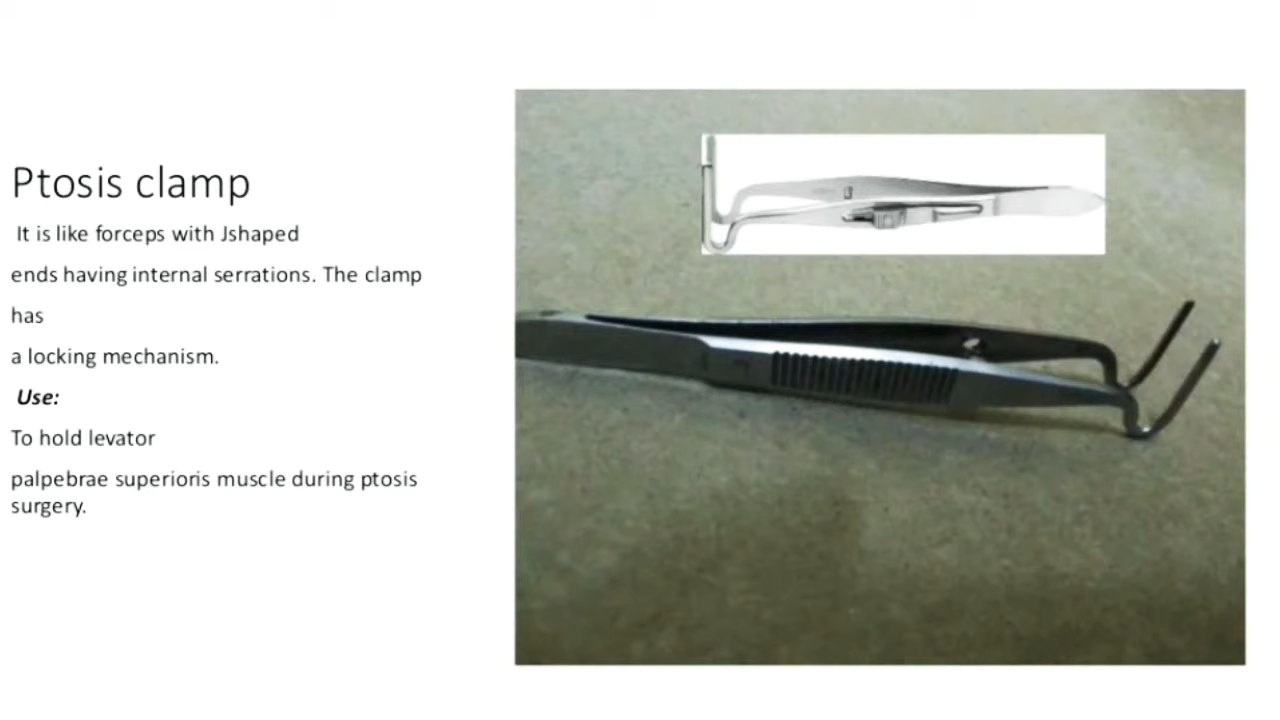 Ptosis clamp
It is like forceps with Jshaped
ends having internal serrations. The clamp
has
a locking mechanism.
Use:
To hold levator
palpebrae superioris muscle during ptosis
surgery.